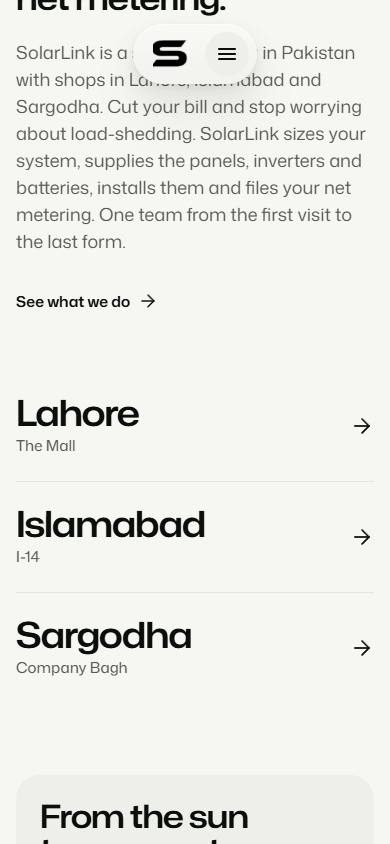 net metering.
SolarLink is a in Pakistan
with shops in Lahore, Islamabad and
Sargodha. Cut your bill and stop worrying
about load-shedding. SolarLink sizes your
system, supplies the panels, inverters and
batteries, installs them and files your net
metering. One team from the first visit to
the last form.
See what we do
Lahore
The Mall
Islamabad
I-14
Sargodha
Company Bagh
From the sun